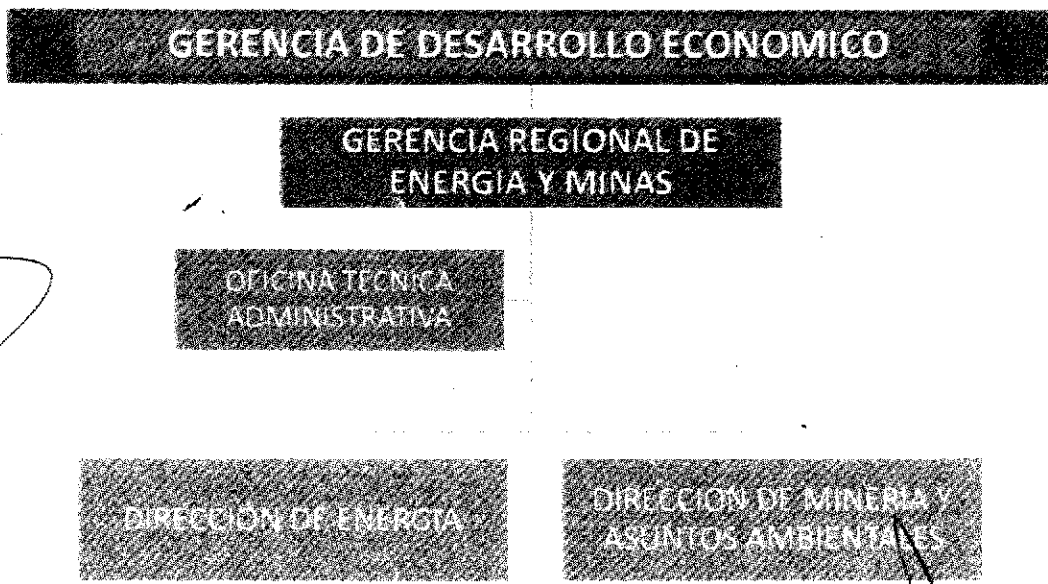 GERENCIA DE DESARROLLO ECONOMICO
GERENCIA REGIONAL DE
ENERGIA Y MINAS
OFICINA TECNICA
ADMINISTRATIVA
DIRECCION DE ENERGIA
DIRECCION DE MINERIA Y
ASUNTOS AMBIENTALES